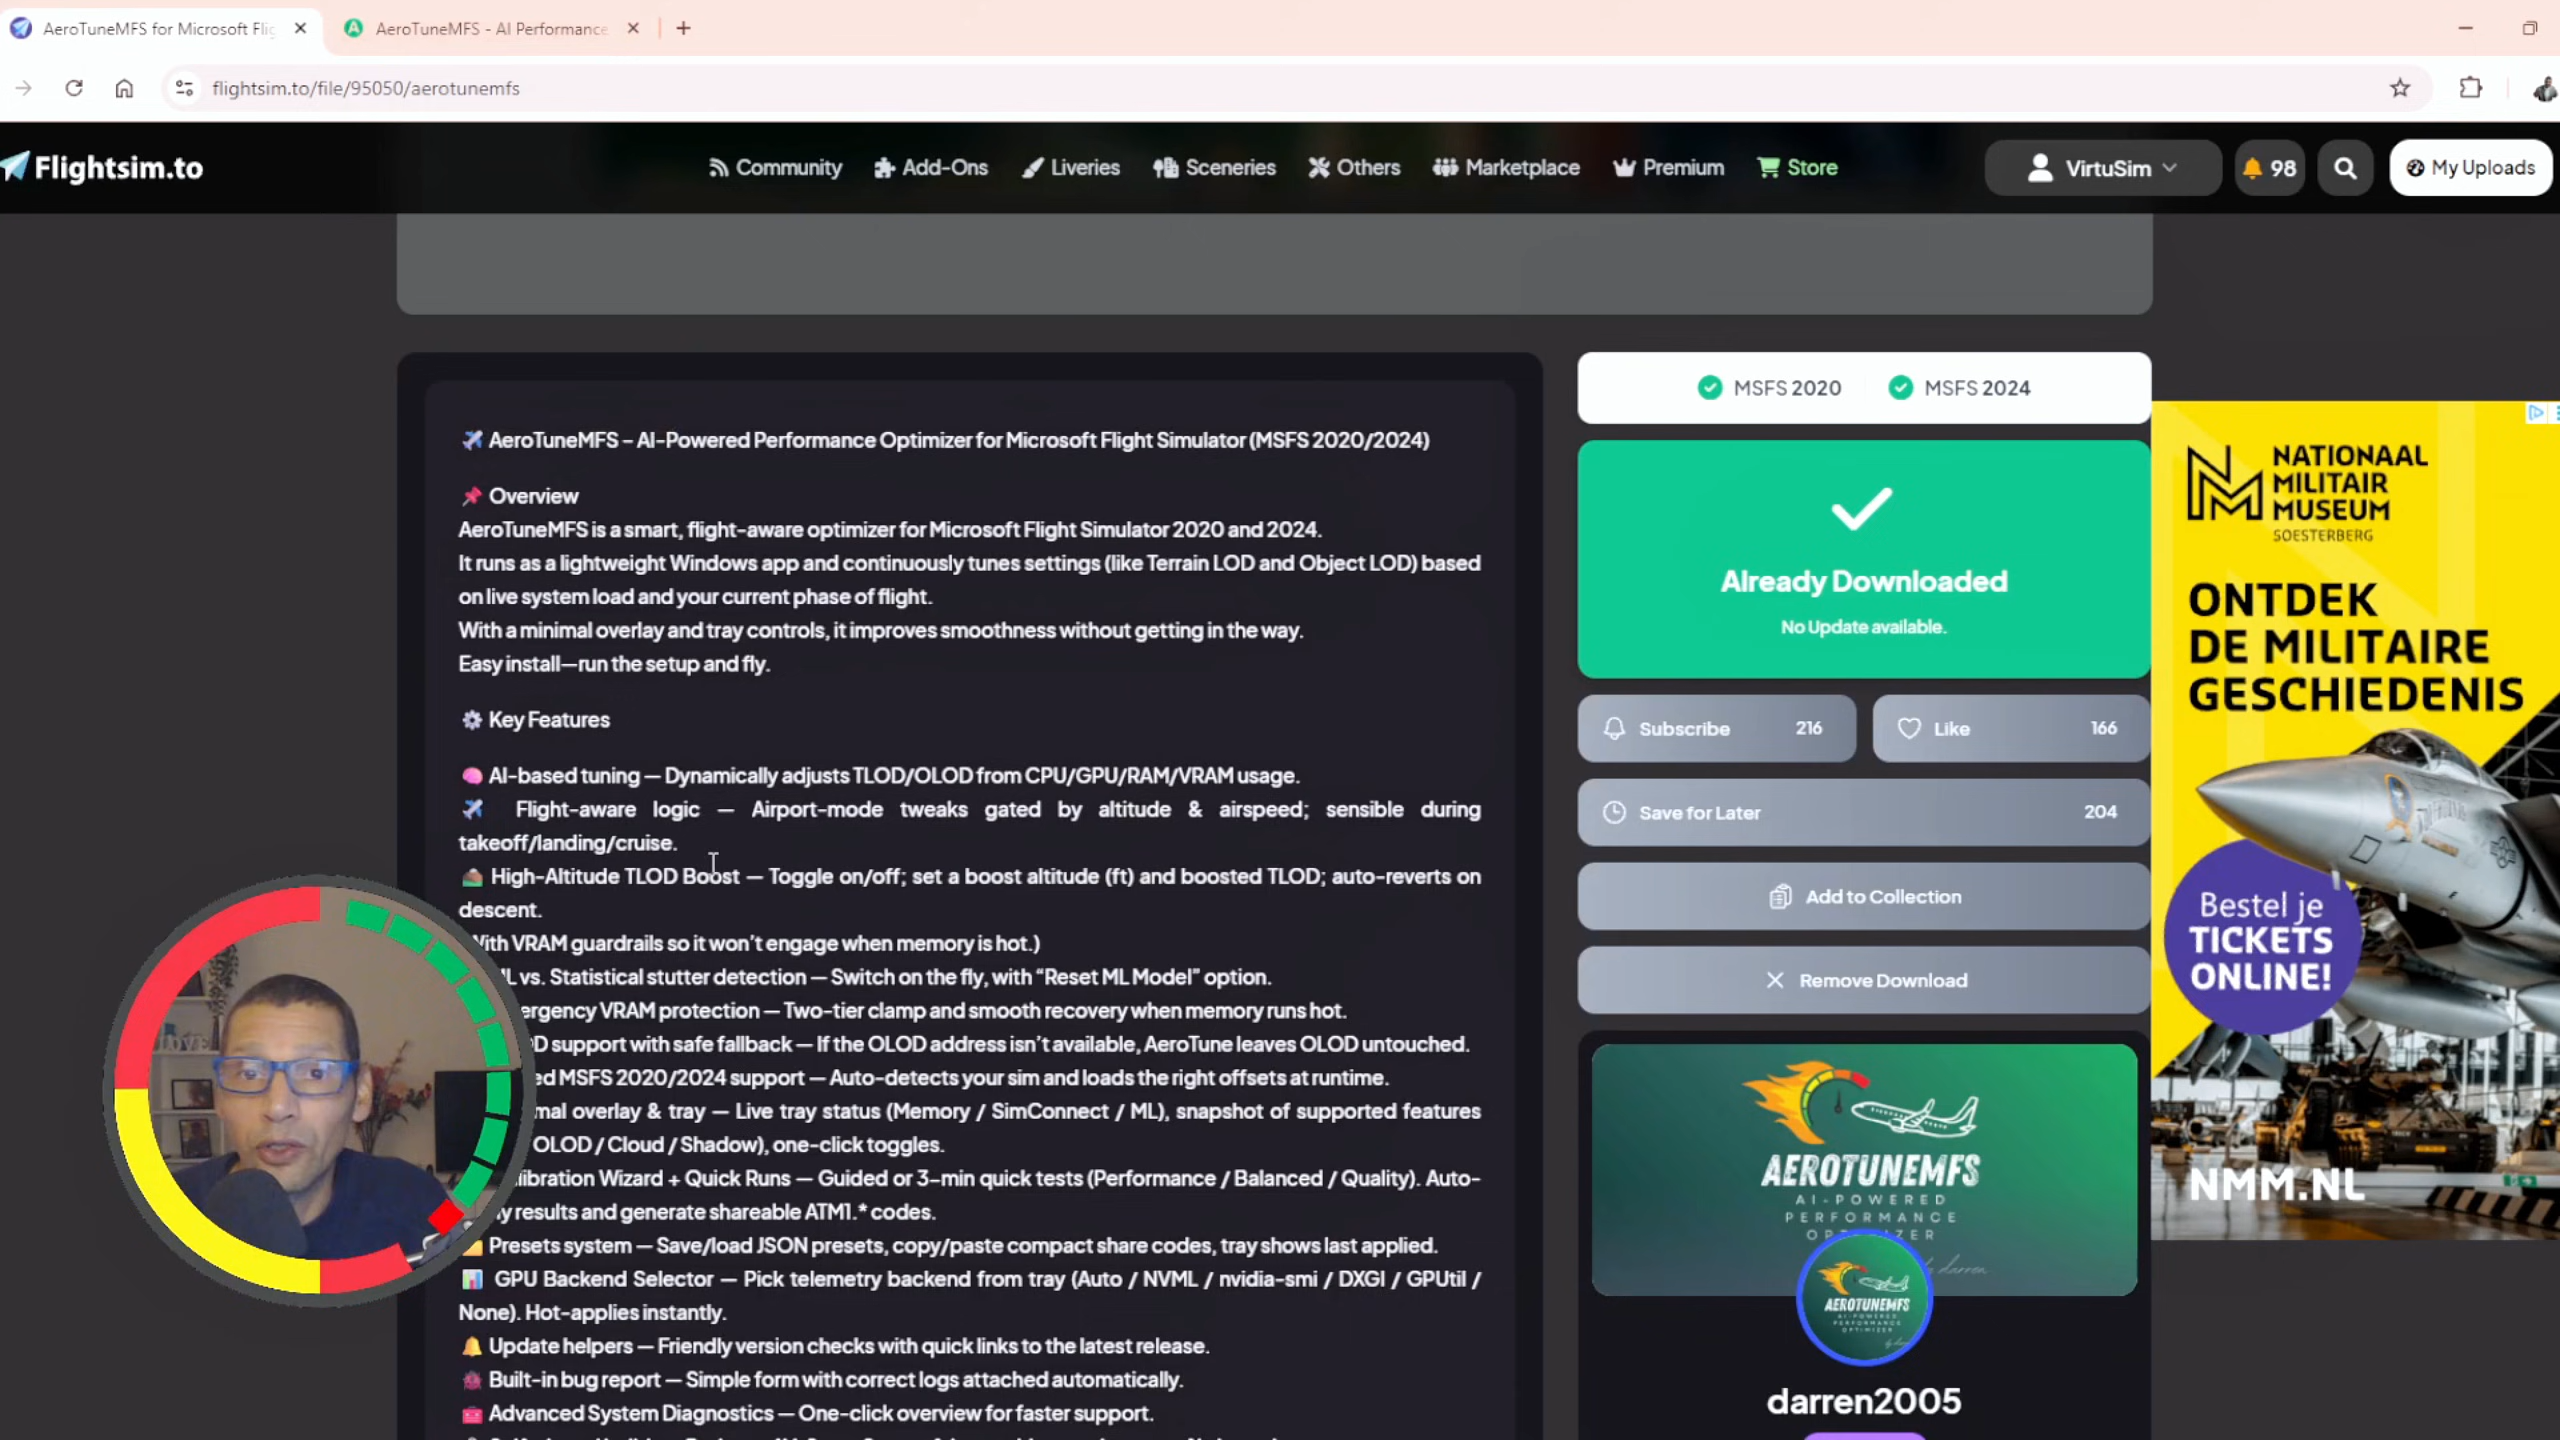 AeroTuneMFS for Microsoft Flig
AeroTuneMFS - AI Performance
flightsim.to/file/95050/aerotunemfs
Flightsim.to
Community
Add-Ons
Liveries
Sceneries
Others
Marketplace
Premium
Store
VirtuSim
98
My Uploads
AeroTuneMFS – AI-Powered Performance Optimizer for Microsoft Flight Simulator (MSFS 2020/2024)
Overview
AeroTuneMFS is a smart, flight-aware optimizer for Microsoft Flight Simulator 2020 and 2024.
It runs as a lightweight Windows app and continuously tunes settings (like Terrain LOD and Object LOD) based
on live system load and your current phase of flight.
With a minimal overlay and tray controls, it improves smoothness without getting in the way.
Easy install—run the setup and fly.
Key Features
AI-based tuning — Dynamically adjusts TLOD/OLOD from CPU/GPU/RAM/VRAM usage.
Flight-aware logic — Airport-mode tweaks gated by altitude & airspeed; sensible during
takeoff/landing/cruise.
High-Altitude TLOD Boost — Toggle on/off; set a boost altitude (ft) and boosted TLOD; auto-reverts on
descent.
With VRAM guardrails so it won't engage when memory is hot.)
L vs. Statistical stutter detection — Switch on the fly, with “Reset ML Model” option.
ergency VRAM protection — Two-tier clamp and smooth recovery when memory runs hot.
D support with safe fallback — If the OLOD address isn't available, AeroTune leaves OLOD untouched.
ed MSFS 2020/2024 support — Auto-detects your sim and loads the right offsets at runtime.
mal overlay & tray — Live tray status (Memory / SimConnect / ML), snapshot of supported features
OLOD / Cloud / Shadow), one-click toggles.
libration Wizard + Quick Runs — Guided or 3-min quick tests (Performance / Balanced / Quality). Auto-
y results and generate shareable ATM1.* codes.
Presets system — Save/load JSON presets, copy/paste compact share codes, tray shows last applied.
GPU Backend Selector — Pick telemetry backend from tray (Auto / NVML / nvidia-smi / DXGI / GPUtil /
None). Hot-applies instantly.
Update helpers — Friendly version checks with quick links to the latest release.
Built-in bug report — Simple form with correct logs attached automatically.
Advanced System Diagnostics — One-click overview for faster support.
MSFS 2020
MSFS 2024
Already Downloaded
No Update available.
Subscribe 216
Like 166
Save for Later 204
Add to Collection
Remove Download
AEROTUNEMFS
AI-POWERED
PERFORMANCE
OPTIMIZER
by darren
AEROTUNEMFS
AI-POWERED
PERFORMANCE
OPTIMIZER
darren2005
NATIONAAL
MILITAIR
MUSEUM
SOESTERBERG
ONTDEK
DE MILITAIRE
GESCHIEDENIS
Bestel je
TICKETS
ONLINE!
NMM.NL